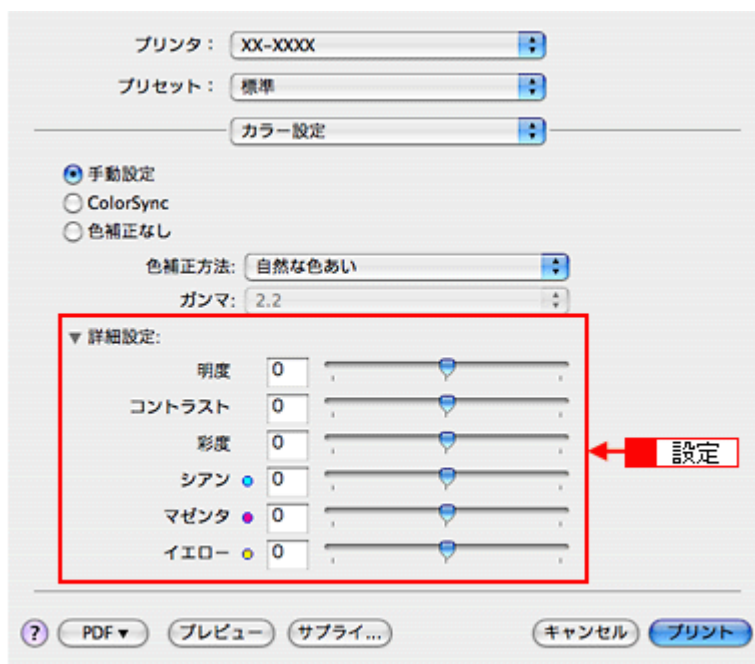 プリンタ： XX-XXXX
プリセット： 標準
カラー設定
手動設定
ColorSync
色補正なし
色補正方法: 自然な色あい
ガンマ: 2.2
▼ 詳細設定:
明度 0
コントラスト 0
彩度 0
シアン 0
マゼンタ 0
イエロー 0
設定
? PDF▼ プレビュー サプライ... キャンセル プリント